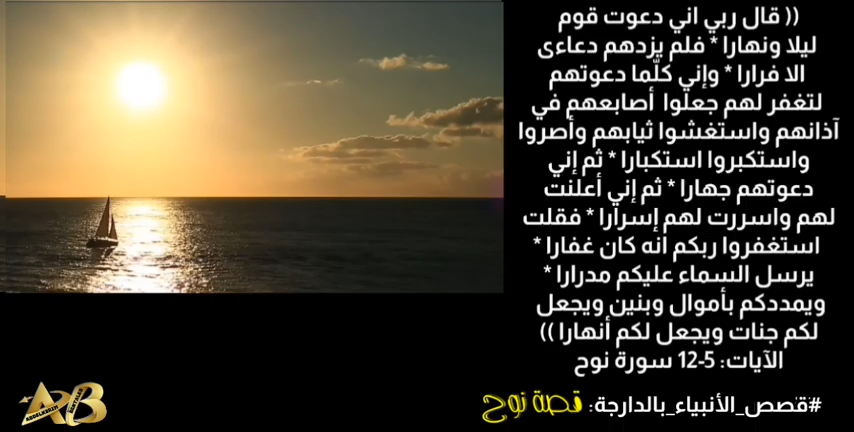 (( قال ربي اني دعوت قوم
ليلا ونهارا * فلم يزدهم دعاءى
الا فرارا * وإني كلّما دعوتهم
لتغفر لهم جعلوا أصابعهم في
آذانهم واستغشوا ثيابهم وأصروا
واستكبروا استكبارا * ثم إني
دعوتهم جهارا * ثم إني أعلنت
لهم واسررت لهم إسرارا * فقلت
استغفروا ربكم انه كان غفارا *
يرسل السماء عليكم مدرارا *
ويمددكم بأموال وبنين ويجعل
لكم جنات ويجعل لكم أنهارا ))
الآيات: 5-12 سورة نوح
#قصص_الأنبياء_بالدارجة: قصة نوح
ARB